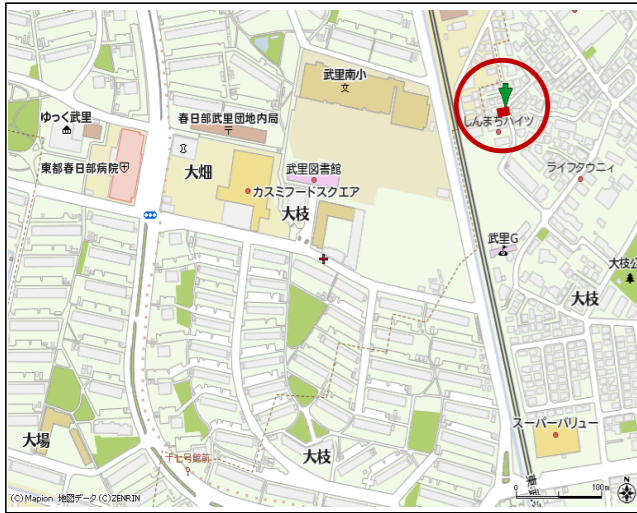 武里南小
文
ゆっく武里
春日部武里団地内局
〒
しんまちハイツ
東都春日部病院
大畑
武里図書館
ライフタウニィ
カスミフードスクエア
大枝
武里G
大枝公
大枝
スーパーバリュー
大場
大枝
十七号館前
東武
(C)Mapion 地図データ(C)ZENRIN
100m
N